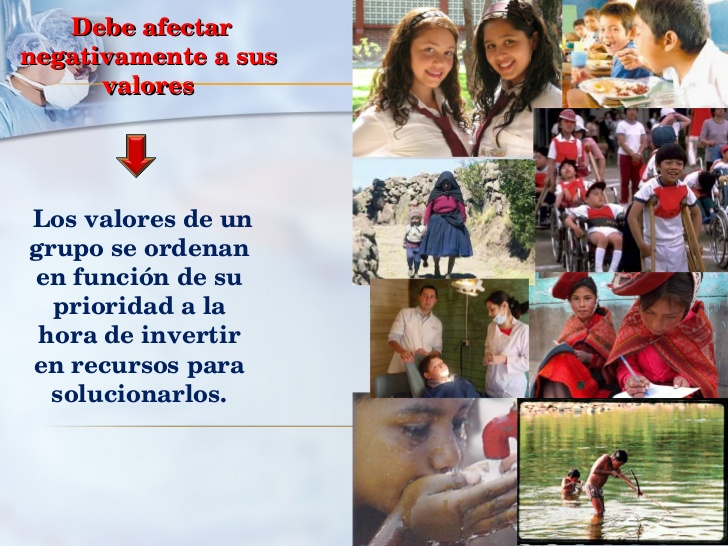 Debe afectar
negativamente a sus
valores
Los valores de un
grupo se ordenan
en función de su
prioridad a la
hora de invertir
en recursos para
solucionarlos.